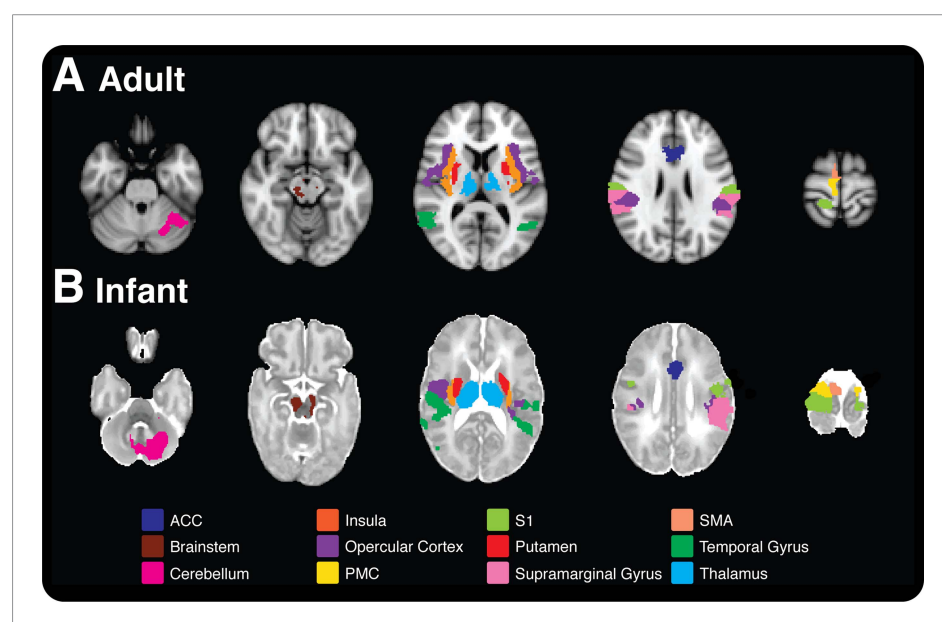 A Adult
B Infant
ACC Insula S1 SMA
Brainstem Opercular Cortex Putamen Temporal Gyrus
Cerebellum PMC Supramarginal Gyrus Thalamus